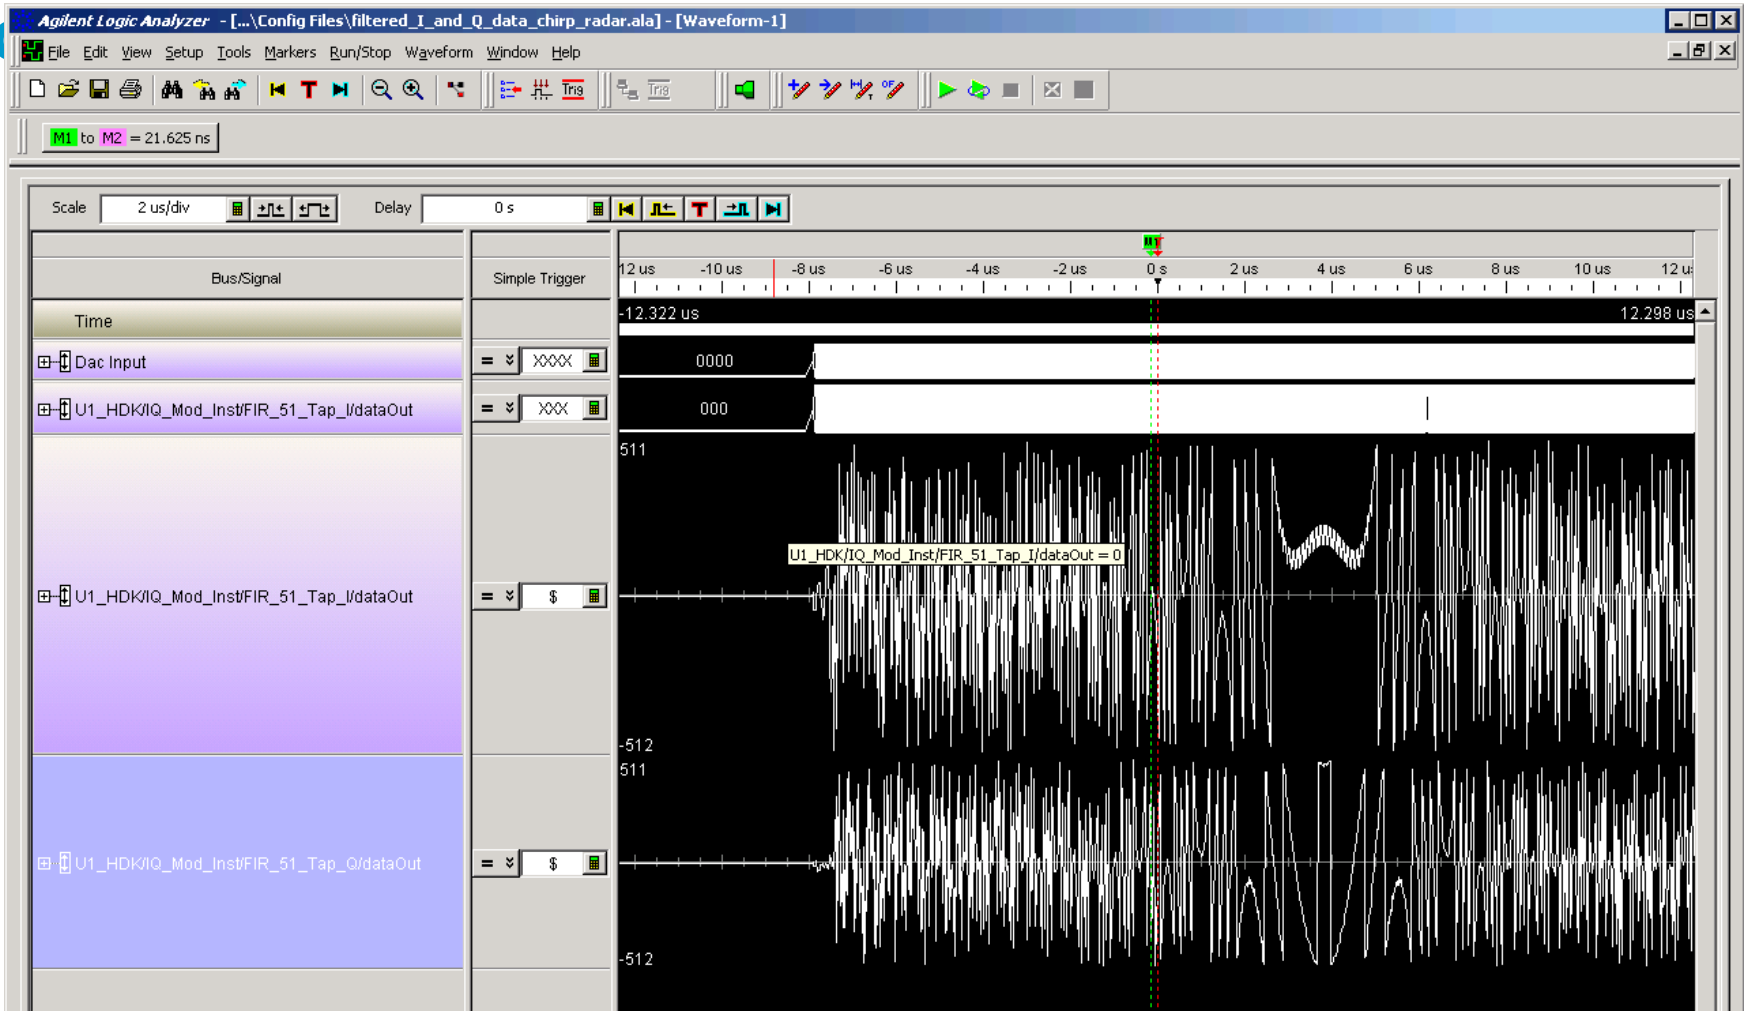 Agilent Logic Analyzer - [...\Config Files\filtered_I_and_Q_data_chirp_radar.ala] - [Waveform-1]
File Edit View Setup Tools Markers Run/Stop Waveform Window Help
T Trig Trig
M1 to M2 = 21.625 ns
Scale 2 us/div Delay 0 s T
Bus/Signal Simple Trigger
12 us -10 us -8 us -6 us -4 us -2 us 0 s 2 us 4 us 6 us 8 us 10 us 12 u
Time -12.322 us 12.298 us
Dac Input = XXXX 0000
U1_HDK/IQ_Mod_Inst/FIR_51_Tap_I/dataOut = XXX 000
511
U1_HDK/IQ_Mod_Inst/FIR_51_Tap_I/dataOut = 0
U1_HDK/IQ_Mod_Inst/FIR_51_Tap_I/dataOut = $
-512
511
U1_HDK/IQ_Mod_Inst/FIR_51_Tap_Q/dataOut = $
-512